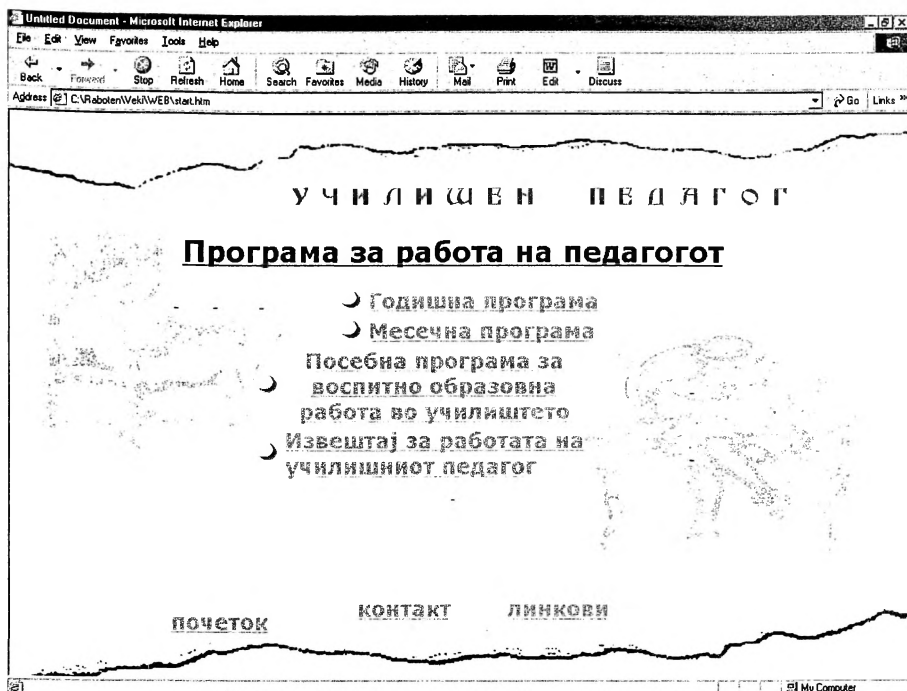 Untitled Document - Microsoft Internet Explorer
File Edit View Favorites Tools Help
Back Forward Stop Refresh Home Search Favorites Media History Mail Print Edit Discuss
Address C:\Raboten\Veki\WEB\start.htm Go Links »
УЧИЛИШЕН ПЕДАГОГ
Програма за работа на педагогот
Годишна програма
Месечна програма
Посебна програма за
воспитно образовна
работа во училиштето
Извештај за работата на
училишниот педагог
почеток контакт линкови
My Computer